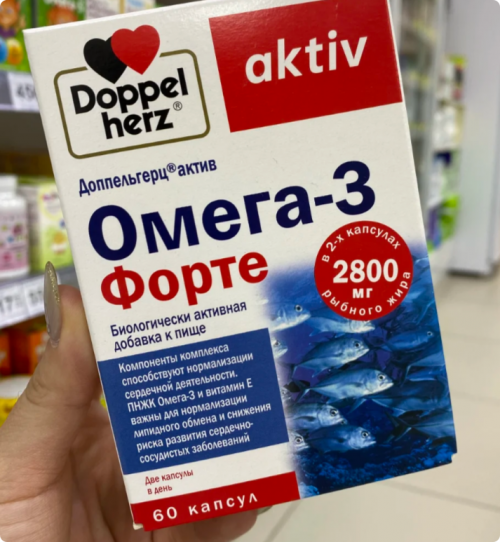 Doppel
herz®
aktiv
Доппельгерц® актив
Омега-3
Форте
в 2-х капсулах
2800
мг
рыбного жира
Биологически активная
добавка к пище
Компоненты комплекса
способствуют нормализации
сердечной деятельности.
ПНЖК Омега-3 и витамин Е
важны для нормализации
липидного обмена и снижения
риска развития сердечно-
сосудистых заболеваний
Две капсулы
в день
60 капсул